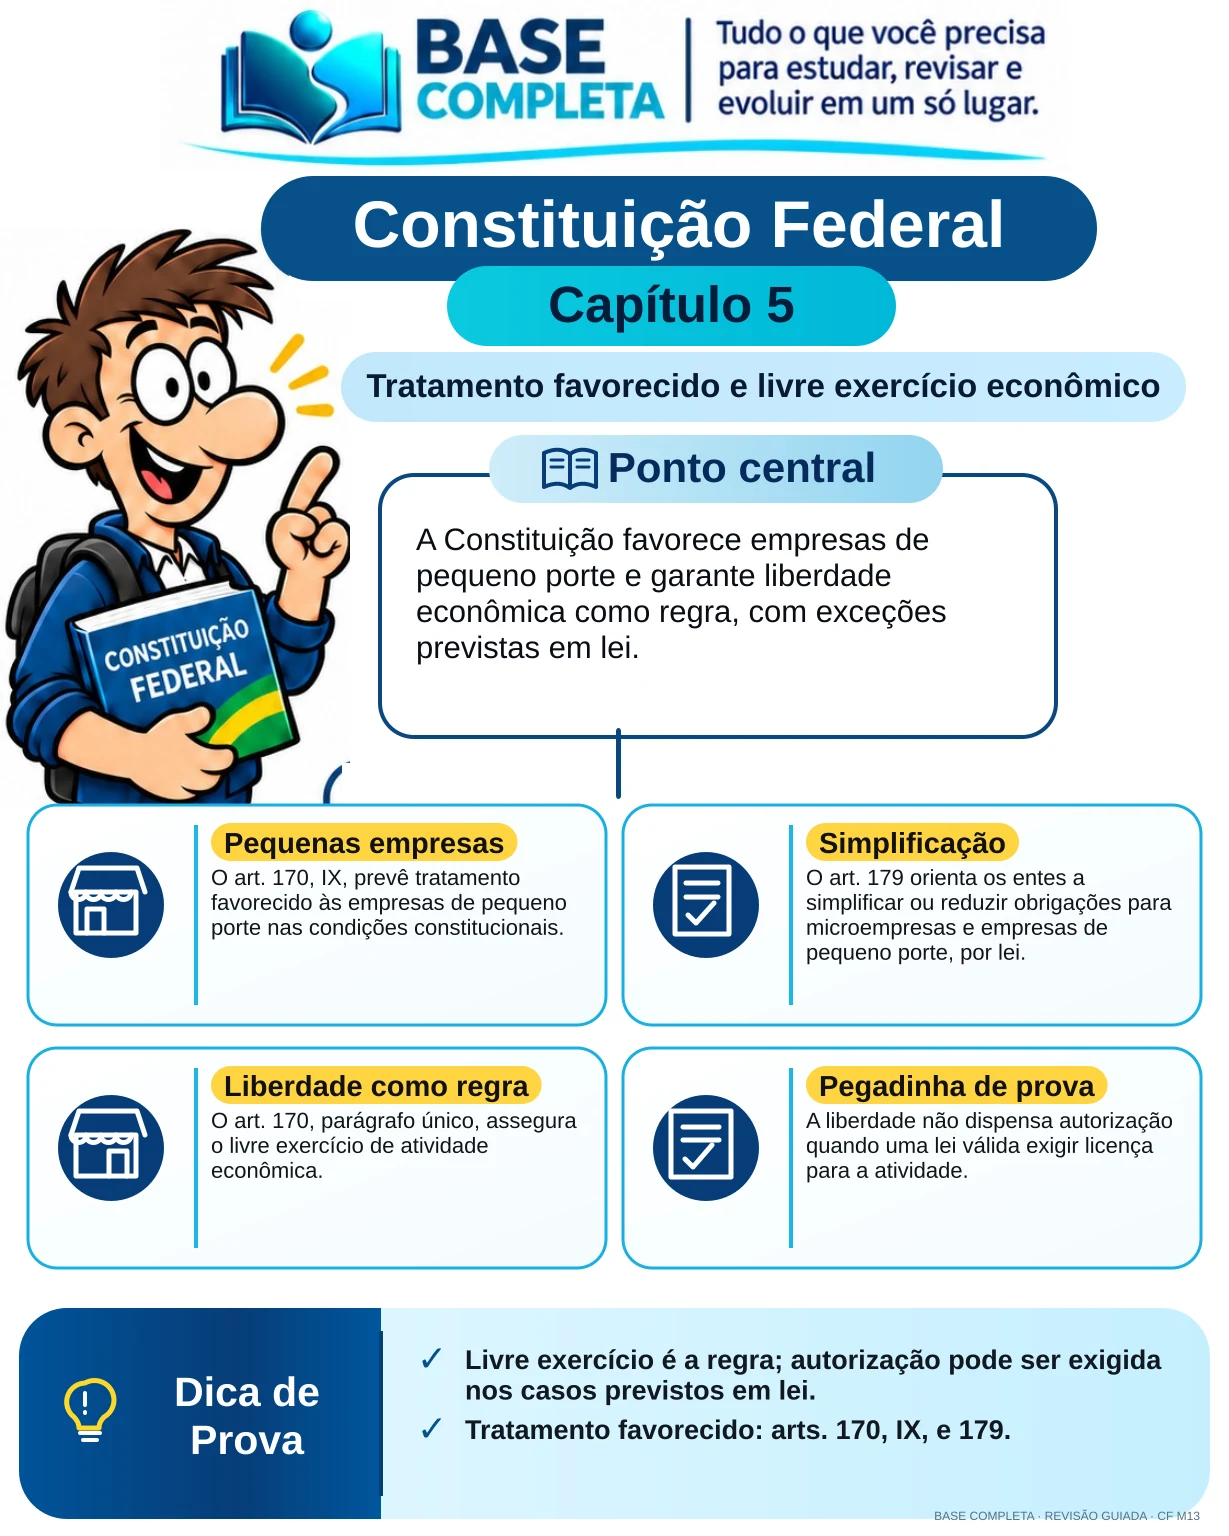 BASE
COMPLETA
Tudo o que você precisa
para estudar, revisar e
evoluir em um só lugar.
Constituição Federal
Capítulo 5
Tratamento favorecido e livre exercício econômico
Ponto central
A Constituição favorece empresas de
pequeno porte e garante liberdade
econômica como regra, com exceções
previstas em lei.
CONSTITUIÇÃO
FEDERAL
Pequenas empresas
O art. 170, IX, prevê tratamento
favorecido às empresas de pequeno
porte nas condições constitucionais.
Simplificação
O art. 179 orienta os entes a
simplificar ou reduzir obrigações para
microempresas e empresas de
pequeno porte, por lei.
Liberdade como regra
O art. 170, parágrafo único, assegura
o livre exercício de atividade
econômica.
Pegadinha de prova
A liberdade não dispensa autorização
quando uma lei válida exigir licença
para a atividade.
Dica de
Prova
✓ Livre exercício é a regra; autorização pode ser exigida
nos casos previstos em lei.
✓ Tratamento favorecido: arts. 170, IX, e 179.
BASE COMPLETA · REVISÃO GUIADA · CF M13